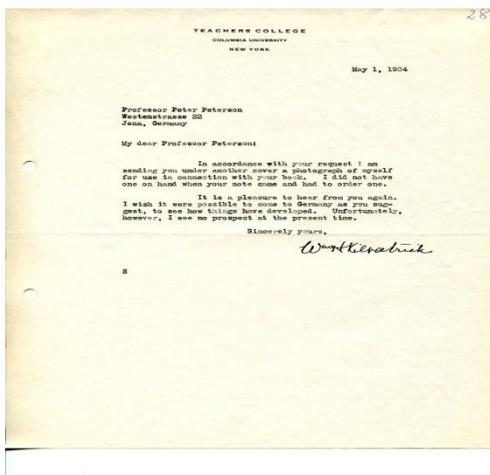 28
TEACHERS COLLEGE
COLUMBIA UNIVERSITY
NEW YORK
May 1, 1934
Professor Peter Peterson
Westenstrasse 22
Jena, Germany
My dear Professor Peterson:
In accordance with your request I am
sending you under another cover a photograph of myself
for use in connection with your book. I did not have
one on hand when your note came and had to order one.
It is a pleasure to hear from you again.
I wish it were possible to come to Germany as you sug-
gest, to see how things have developed. Unfortunately,
however, I see no prospect at the present time.
Sincerely yours,
Wm H Kilpatrick
S